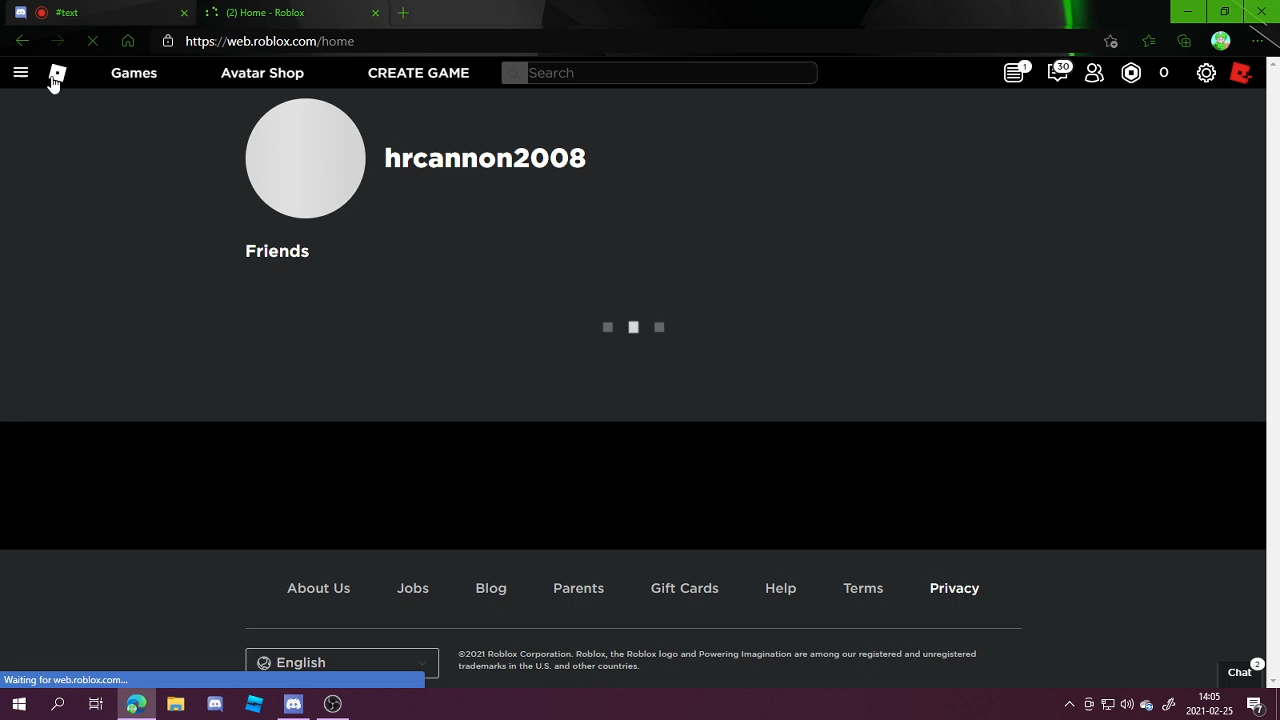 #text
(2) Home - Roblox
https://web.roblox.com/home
Games
Avatar Shop
CREATE GAME
Search
1
30
0
hrcannon2008
Friends
About Us
Jobs
Blog
Parents
Gift Cards
Help
Terms
Privacy
English
©2021 Roblox Corporation. Roblox, the Roblox logo and Powering Imagination are among our registered and unregistered
trademarks in the U.S. and other countries.
Chat
2
Waiting for web.roblox.com...
14:05
2021-02-25
7